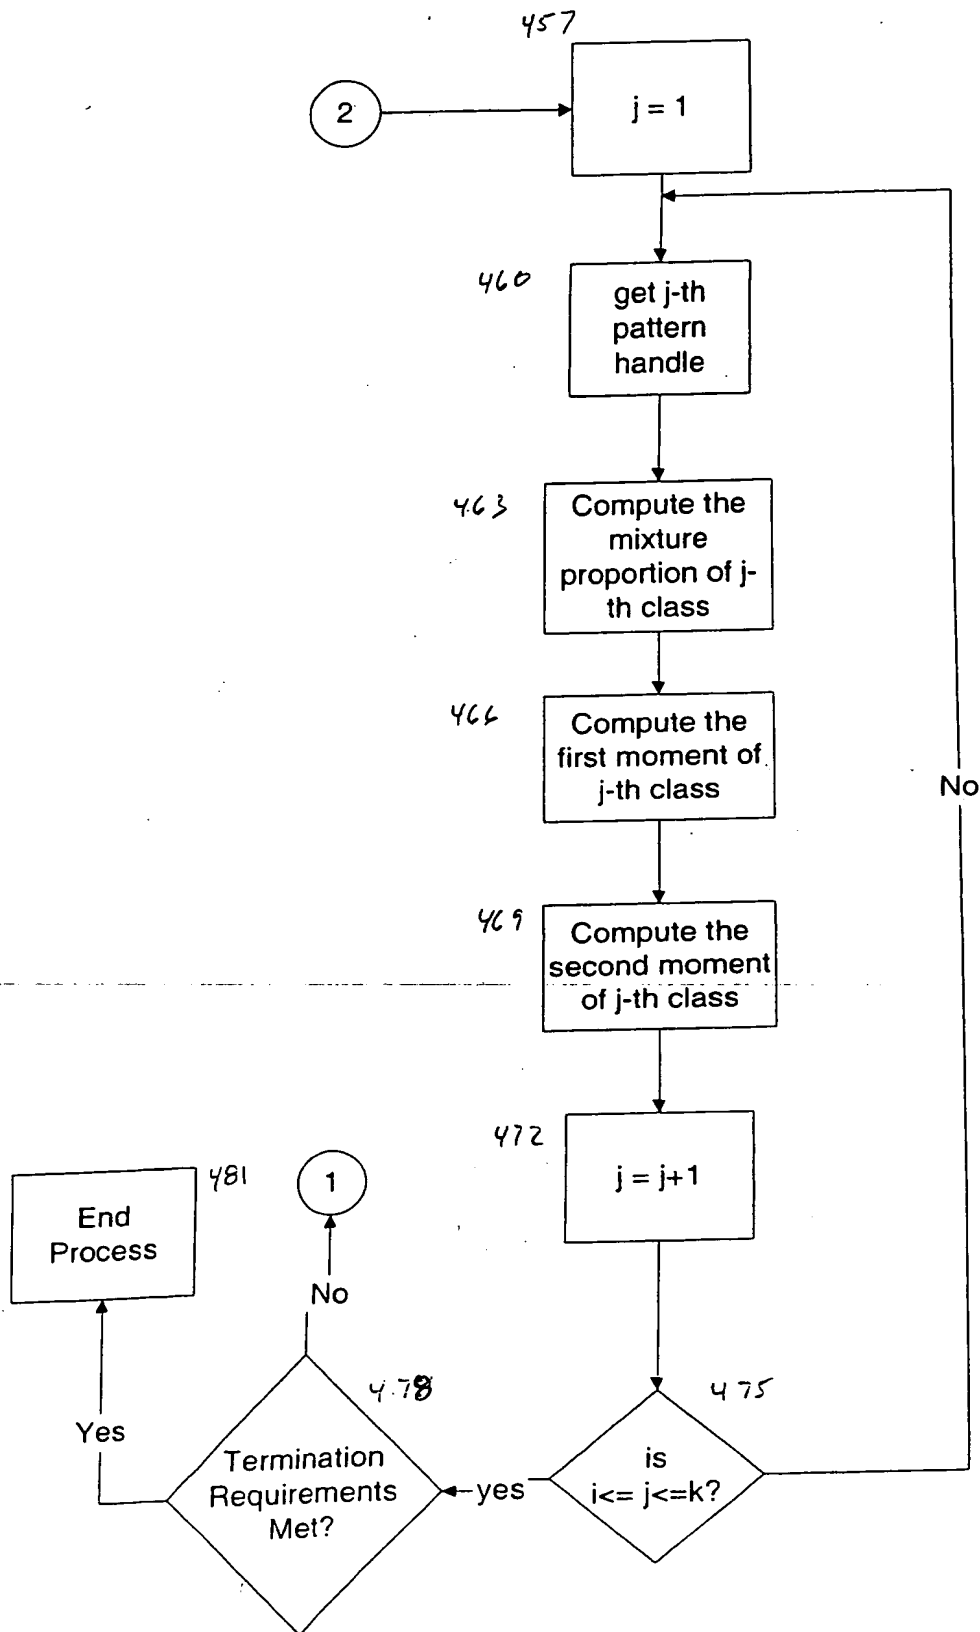 457
2
j = 1
460
get j-th
pattern
handle
463
Compute the
mixture
proportion of j-
th class
466
Compute the
first moment of
j-th class
No
469
Compute the
second moment
of j-th class
472
j = j+1
481
End
Process
1
No
478
475
Yes
Termination
Requirements
Met?
yes
is
i<= j<=k?